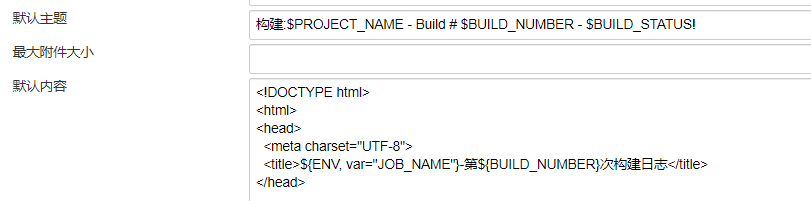 默认主题
构建:$PROJECT_NAME - Build # $BUILD_NUMBER - $BUILD_STATUS!
最大附件大小
默认内容
<!DOCTYPE html>
<html>
<head>
  <meta charset="UTF-8">
  <title>${ENV, var="JOB_NAME"}-第${BUILD_NUMBER}次构建日志</title>
</head>